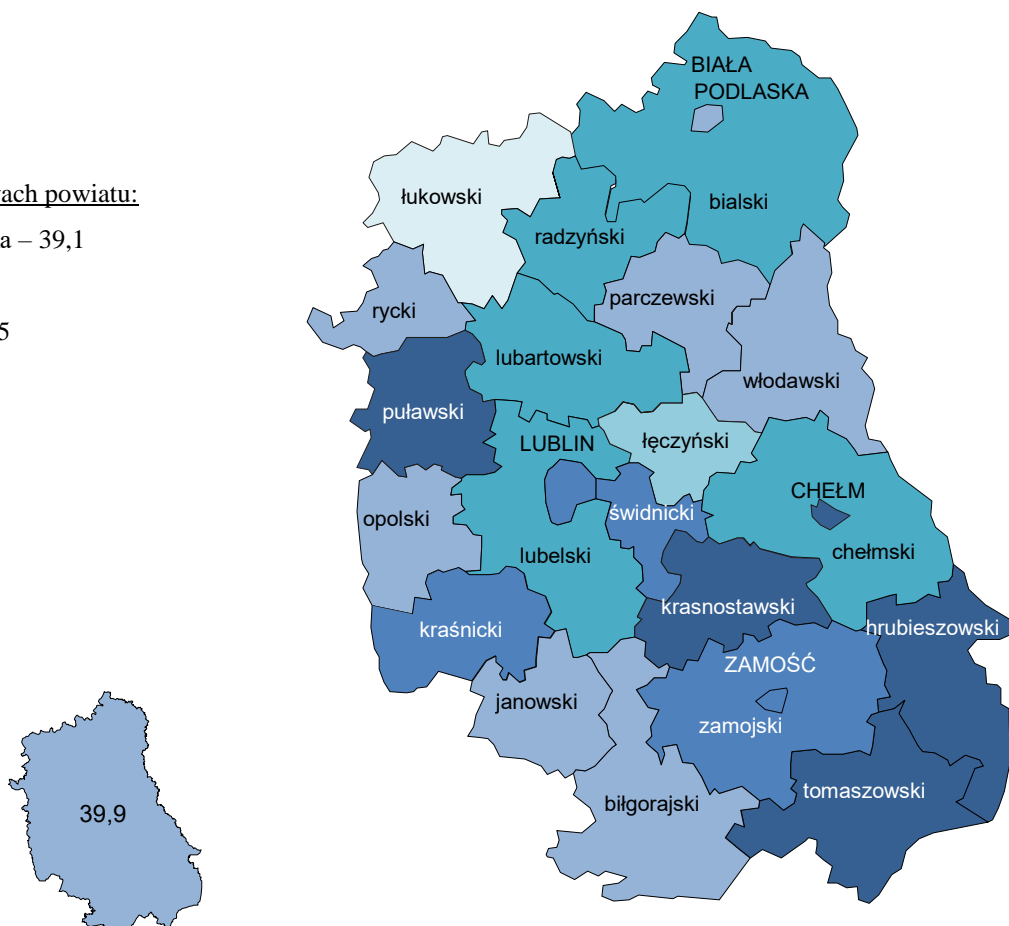 ach powiatu:
a – 39,1
5
39,9
BIAŁA
PODLASKA
łukowski
bialski
radzyński
parczewski
rycki
lubartowski
włodawski
puławski
LUBLIN
łęczyński
CHEŁM
opolski
świdnicki
lubelski
chełmski
krasnostawski
kraśnicki
hrubieszowski
ZAMOŚĆ
janowski
zamojski
tomaszowski
biłgorajski